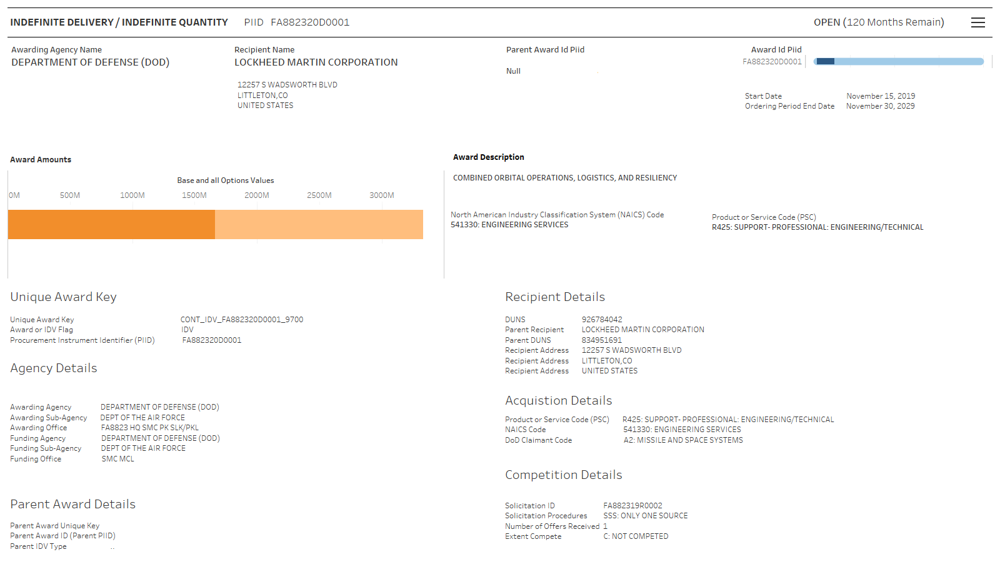 INDEFINITE DELIVERY / INDEFINITE QUANTITY PIID FA882320D0001 OPEN (120 Months Remain)
Awarding Agency Name
DEPARTMENT OF DEFENSE (DOD)
Recipient Name
LOCKHEED MARTIN CORPORATION
12257 S WADSWORTH BLVD
LITTLETON,CO
UNITED STATES
Parent Award Id Piid
Null
Award Id Piid
FA882320D0001
Start Date November 15, 2019
Ordering Period End Date November 30, 2029
Award Amounts
Base and all Options Values
0M 500M 1000M 1500M 2000M 2500M 3000M
Award Description
COMBINED ORBITAL OPERATIONS, LOGISTICS, AND RESILIENCY
North American Industry Classification System (NAICS) Code
541330: ENGINEERING SERVICES
Product or Service Code (PSC)
R425: SUPPORT- PROFESSIONAL: ENGINEERING/TECHNICAL
Unique Award Key
Unique Award Key CONT_IDV_FA882320D0001_9700
Award or IDV Flag IDV
Procurement Instrument Identifier (PIID) FA882320D0001
Agency Details
Awarding Agency DEPARTMENT OF DEFENSE (DOD)
Awarding Sub-Agency DEPT OF THE AIR FORCE
Awarding Office FA8823 HQ SMC PK SLK/PKL
Funding Agency DEPARTMENT OF DEFENSE (DOD)
Funding Sub-Agency DEPT OF THE AIR FORCE
Funding Office SMC MCL
Parent Award Details
Parent Award Unique Key
Parent Award ID (Parent PIID)
Parent IDV Type ..
Recipient Details
DUNS 926784042
Parent Recipient LOCKHEED MARTIN CORPORATION
Parent DUNS 834951691
Recipient Address 12257 S WADSWORTH BLVD
Recipient Address LITTLETON,CO
Recipient Address UNITED STATES
Acquistion Details
Product or Service Code (PSC) R425: SUPPORT- PROFESSIONAL: ENGINEERING/TECHNICAL
NAICS Code 541330: ENGINEERING SERVICES
DoD Claimant Code A2: MISSILE AND SPACE SYSTEMS
Competition Details
Solicitation ID FA882319R0002
Solicitation Procedures SSS: ONLY ONE SOURCE
Number of Offers Received 1
Extent Compete C: NOT COMPETED